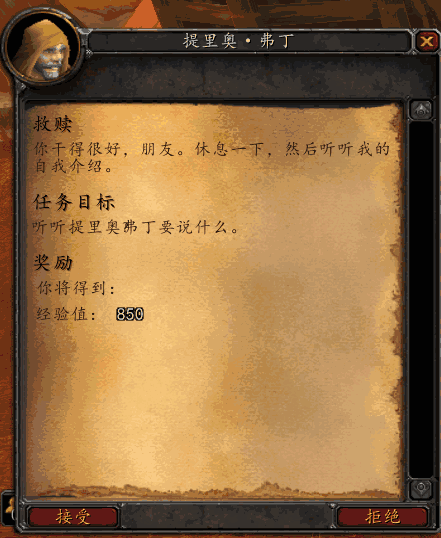 提里奥·弗丁
救赎
你干得很好，朋友。休息一下，然后听听我的
自我介绍。
任务目标
听听提里奥弗丁要说什么。
奖励
你将得到：
经验值： 850
接受
拒绝